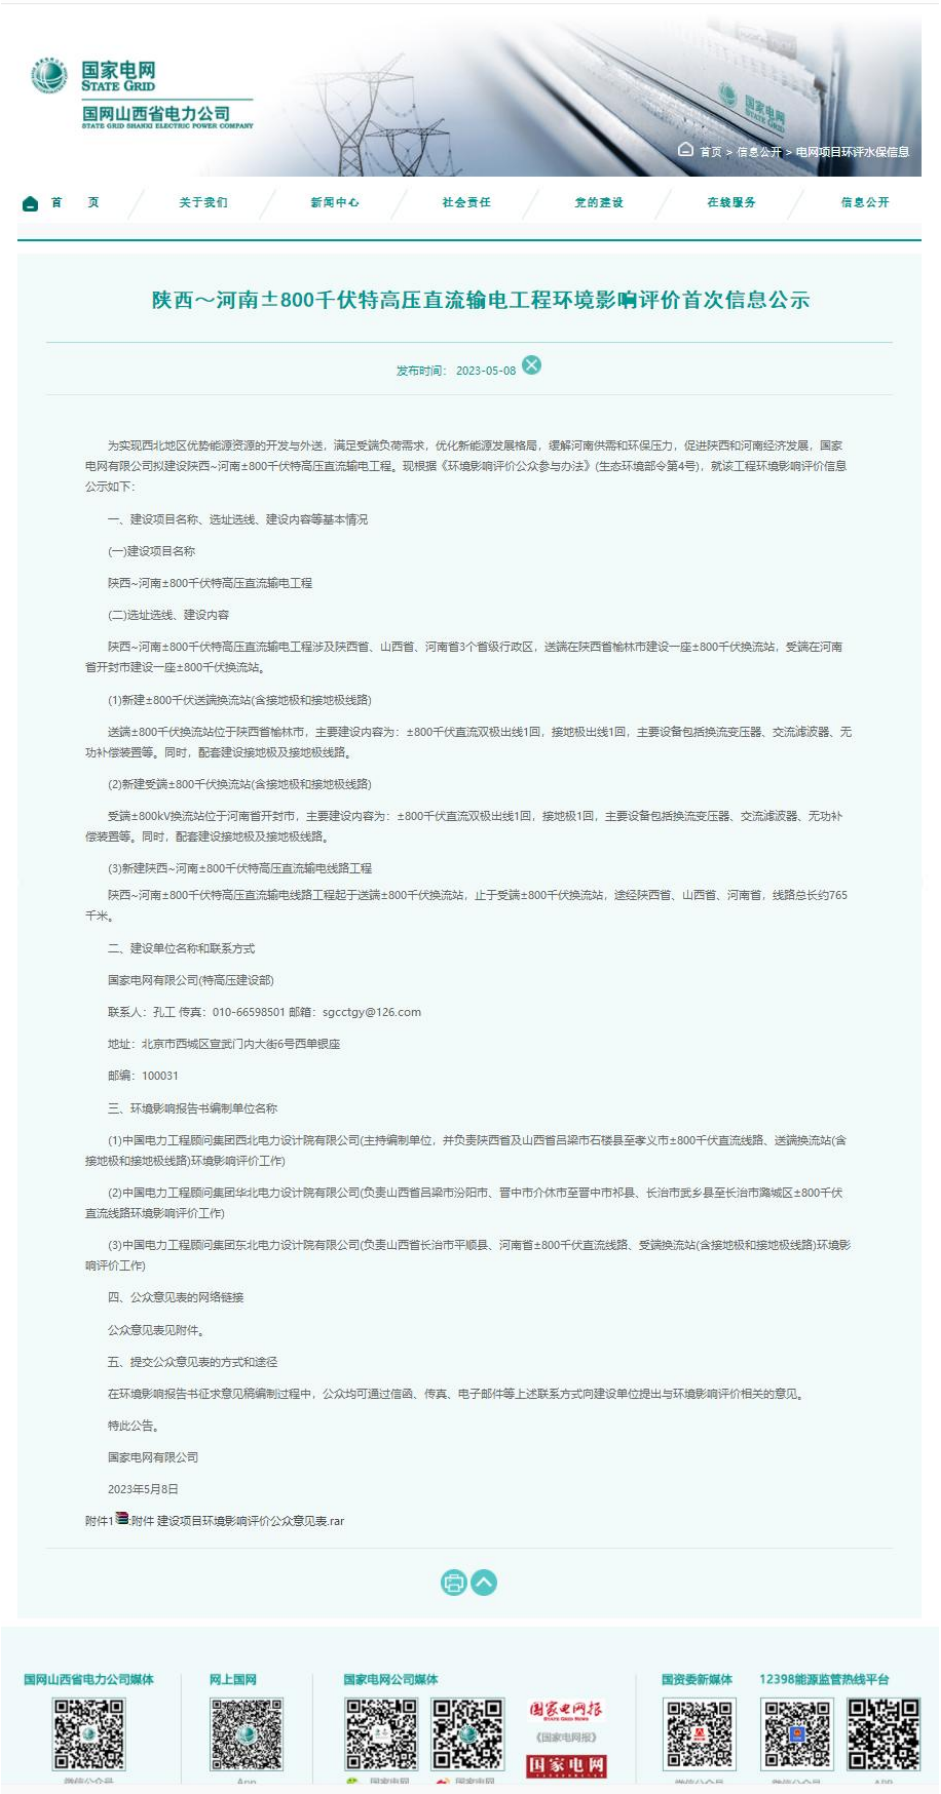 国家电网
STATE GRID
国网山西省电力公司
STATE GRID SHANXI ELECTRIC POWER COMPANY
国家电网
STATE GRID
首页 > 信息公开 > 电网项目环评水保信息
首 页 关于我们 新闻中心 社会责任 党的建设 在线服务 信息公开
陕西～河南±800千伏特高压直流输电工程环境影响评价首次信息公示
发布时间： 2023-05-08
为实现西北地区优势能源资源的开发与外送，满足受端负荷需求，优化新能源发展格局，缓解河南供需和环保压力，促进陕西和河南经济发展，国家
电网有限公司拟建设陕西~河南±800千伏特高压直流输电工程。现根据《环境影响评价公众参与办法》(生态环境部令第4号)，就该工程环境影响评价信息
公示如下：
一、建设项目名称、选址选线、建设内容等基本情况
(一)建设项目名称
陕西~河南±800千伏特高压直流输电工程
(二)选址选线、建设内容
陕西~河南±800千伏特高压直流输电工程涉及陕西省、山西省、河南省3个省级行政区，送端在陕西省榆林市建设一座±800千伏换流站，受端在河南
省开封市建设一座±800千伏换流站。
(1)新建±800千伏送端换流站(含接地极和接地极线路)
送端±800千伏换流站位于陕西省榆林市，主要建设内容为：±800千伏直流双极出线1回，接地极出线1回，主要设备包括换流变压器、交流滤波器、无
功补偿装置等。同时，配套建设接地极及接地极线路。
(2)新建受端±800千伏换流站(含接地极和接地极线路)
受端±800kV换流站位于河南省开封市，主要建设内容为：±800千伏直流双极出线1回，接地极1回，主要设备包括换流变压器、交流滤波器、无功补
偿装置等。同时，配套建设接地极及接地极线路。
(3)新建陕西~河南±800千伏特高压直流输电线路工程
陕西~河南±800千伏特高压直流输电线路工程起于送端±800千伏换流站，止于受端±800千伏换流站，途经陕西省、山西省、河南省，线路总长约765
千米。
二、建设单位名称和联系方式
国家电网有限公司(特高压建设部)
联系人：孔工 传真：010-66598501 邮箱：sgcctgy@126.com
地址：北京市西城区宣武门内大街6号西单银座
邮编：100031
三、环境影响报告书编制单位名称
(1)中国电力工程顾问集团西北电力设计院有限公司(主持编制单位，并负责陕西省及山西省吕梁市石楼县至孝义市±800千伏直流线路、送端换流站(含
接地极和接地极线路)环境影响评价工作)
(2)中国电力工程顾问集团华北电力设计院有限公司(负责山西省吕梁市汾阳市、晋中市介休市至晋中市祁县、长治市武乡县至长治市潞城区±800千伏
直流线路环境影响评价工作)
(3)中国电力工程顾问集团东北电力设计院有限公司(负责山西省长治市平顺县、河南省±800千伏直流线路、受端换流站(含接地极和接地极线路)环境影
响评价工作)
四、公众意见表的网络链接
公众意见表见附件。
五、提交公众意见表的方式和途径
在环境影响报告书征求意见稿编制过程中，公众均可通过信函、传真、电子邮件等上述联系方式向建设单位提出与环境影响评价相关的意见。
特此公告。
国家电网有限公司
2023年5月8日
附件1 附件 建设项目环境影响评价公众意见表.rar
国网山西省电力公司媒体 网上国网 国家电网公司媒体 国资委新媒体 12398能源监管热线平台
国家电网报
STATE GRID NEWS
《国家电网报》
国家电网
微信公众号 App 国家电网 国家电网 微信公众号 微信公众号 APP